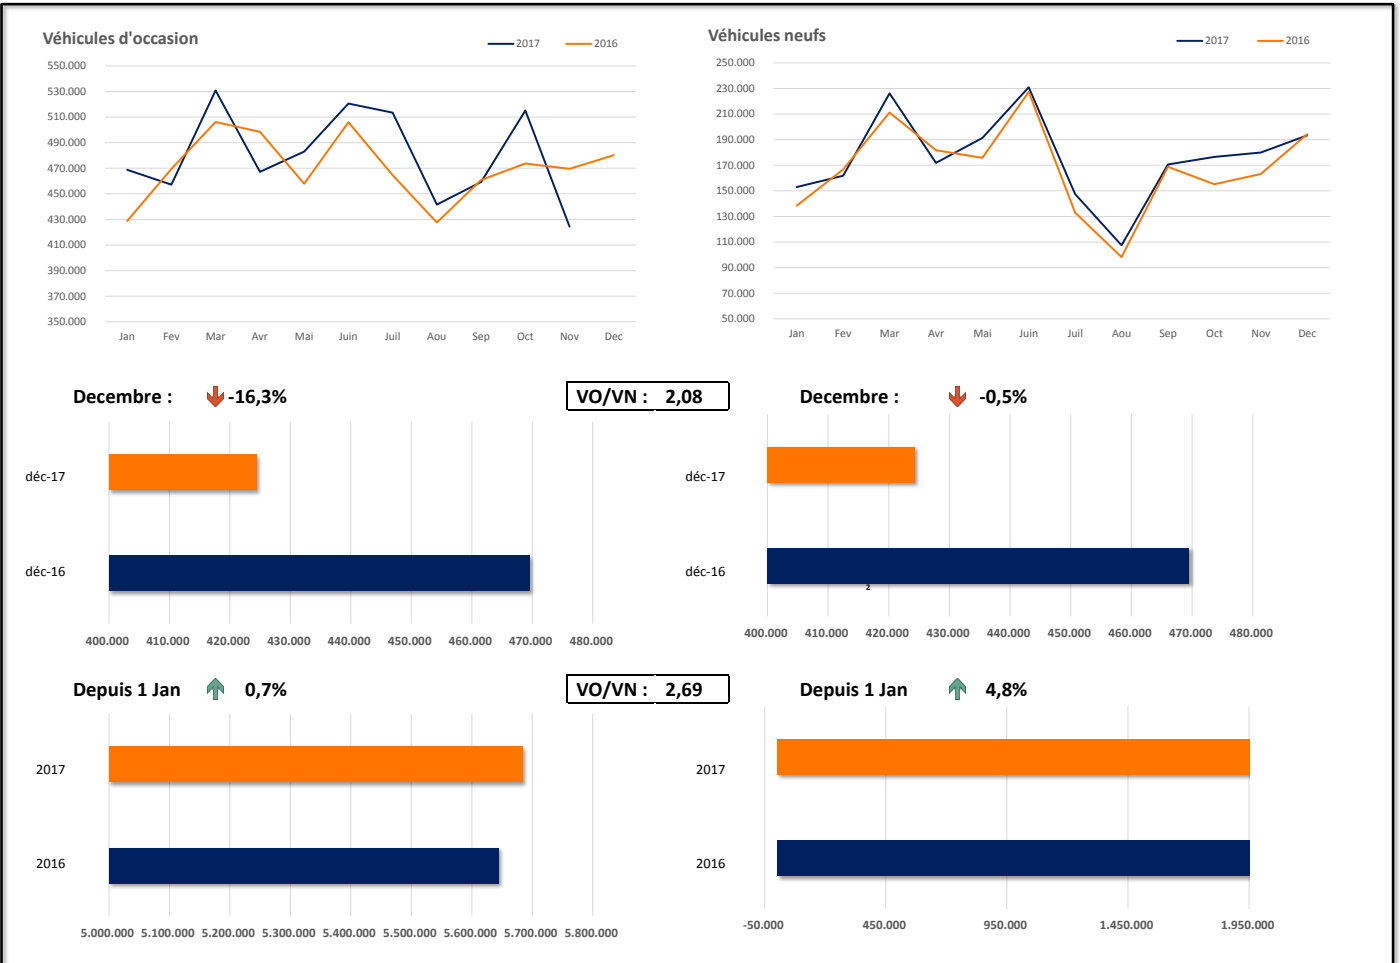 Véhicules d'occasion
2017 2016
550.000
530.000
510.000
490.000
470.000
450.000
430.000
410.000
390.000
370.000
350.000
Jan Fev Mar Avr Mai Juin Juil Aou Sep Oct Nov Dec
Véhicules neufs
2017 2016
250.000
230.000
210.000
190.000
170.000
150.000
130.000
110.000
90.000
70.000
50.000
Jan Fev Mar Avr Mai Juin Juil Aou Sep Oct Nov Dec
Decembre : -16,3%
VO/VN : 2,08
Decembre : -0,5%
déc-17
déc-16
400.000 410.000 420.000 430.000 440.000 450.000 460.000 470.000 480.000
déc-17
déc-16
2
400.000 410.000 420.000 430.000 440.000 450.000 460.000 470.000 480.000
Depuis 1 Jan 0,7%
VO/VN : 2,69
Depuis 1 Jan 4,8%
2017
2016
5.000.000 5.100.000 5.200.000 5.300.000 5.400.000 5.500.000 5.600.000 5.700.000 5.800.000
2017
2016
-50.000 450.000 950.000 1.450.000 1.950.000